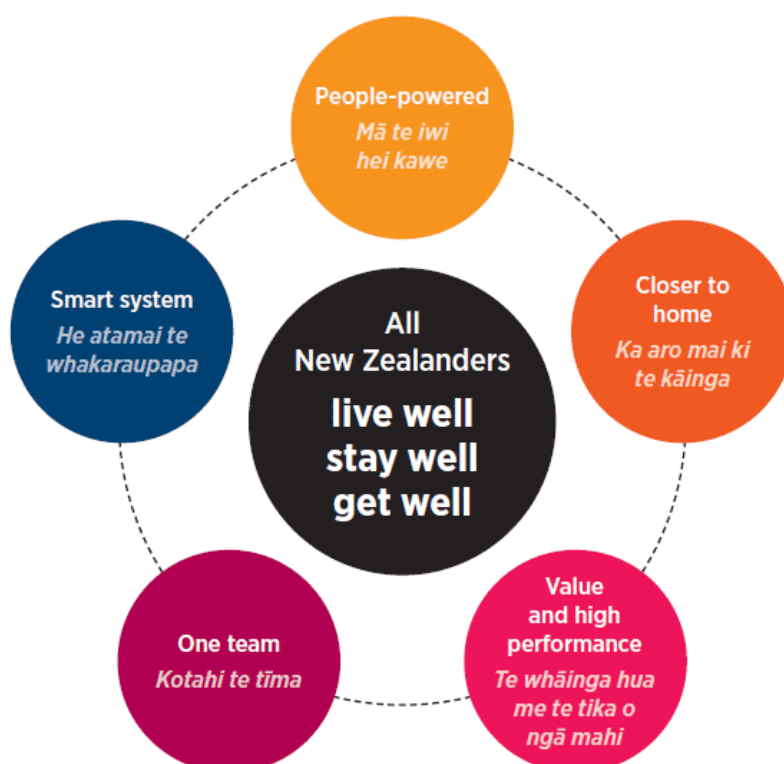 People-powered
Mā te iwi
hei kawe
Closer to
home
Ka aro mai ki
te kāinga
Value
and high
performance
Te whāinga hua
me te tika o
ngā mahi
One team
Kotahi te tīma
Smart system
He atamai te
whakaraupapa
All
New Zealanders
live well
stay well
get well